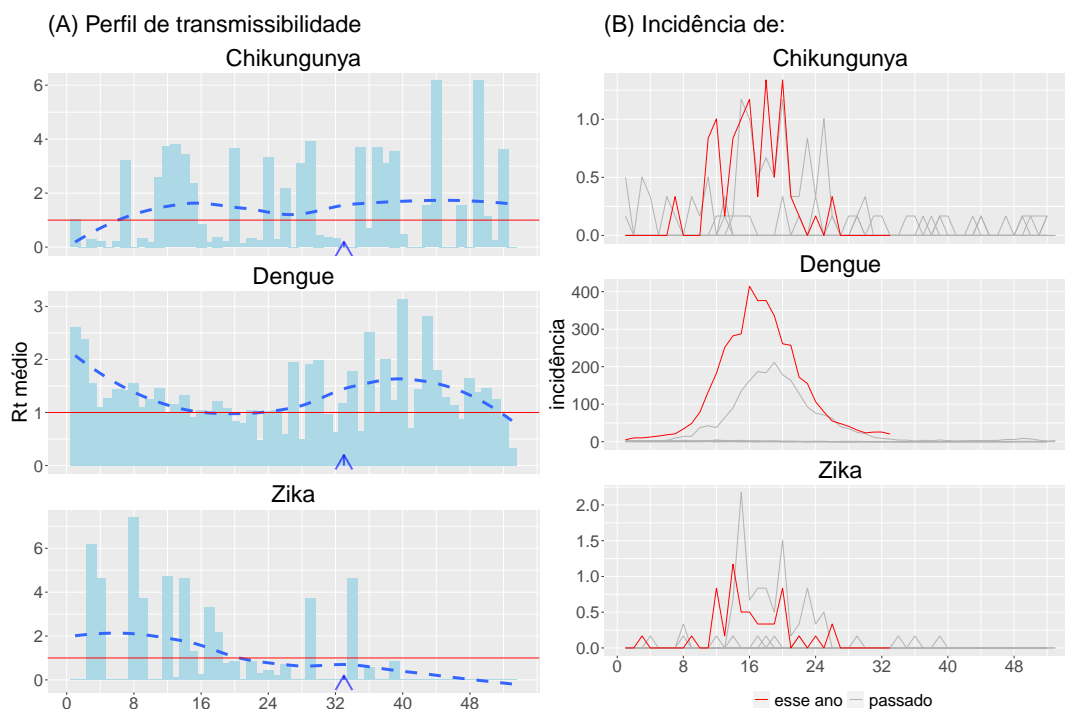 (A) Perfil de transmissibilidade
Chikungunya
6
4
2
0
Dengue
3
2
1
0
Zika
6
4
2
0
0 8 16 24 32 40 48
Rt médio
(B) Incidência de:
Chikungunya
1.0
0.5
0.0
Dengue
400
300
200
100
0
Zika
2.0
1.5
1.0
0.5
0.0
0 8 16 24 32 40 48
incidência
esse ano passado